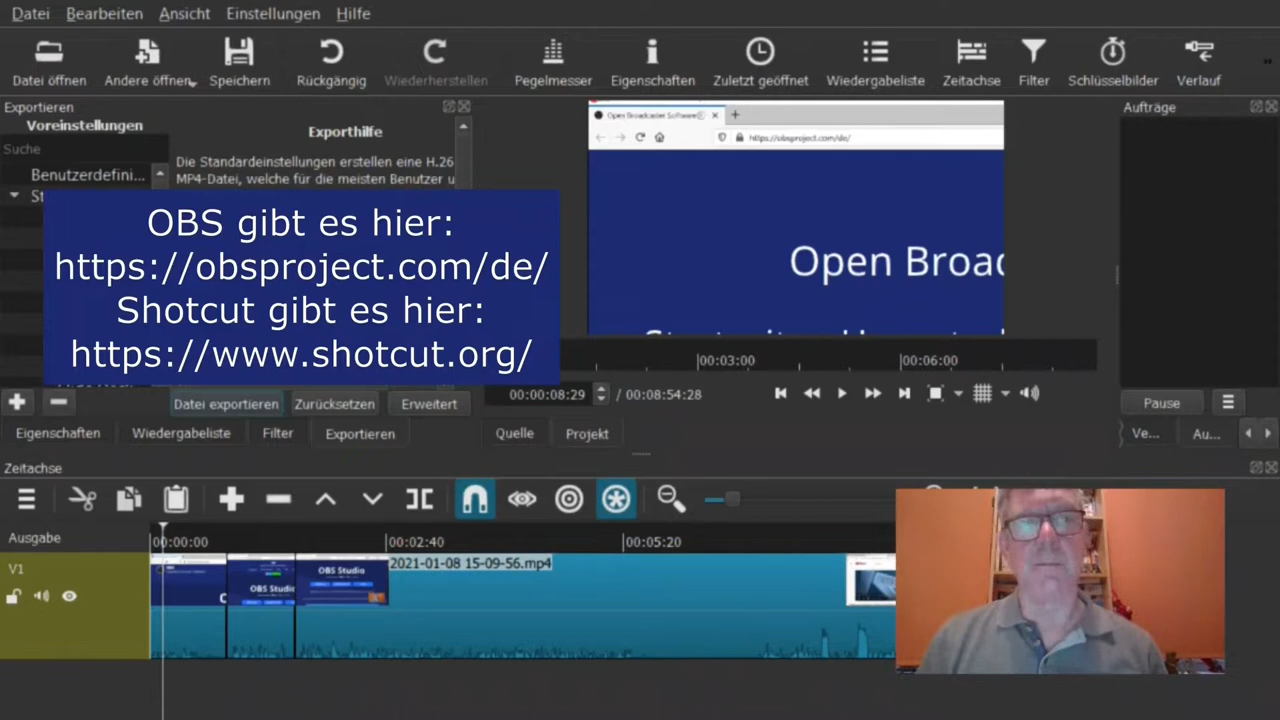 Datei Bearbeiten Ansicht Einstellungen Hilfe
Datei öffnen Andere öffnen Speichern Rückgängig Wiederherstellen Pegelmesser Eigenschaften Zuletzt geöffnet Wiedergabeliste Zeitachse Filter Schlüsselbilder Verlauf
Exportieren
Voreinstellungen
Suche
Benutzerdefini...
Exporthilfe
Die Standardeinstellungen erstellen eine H.26
MP4-Datei, welche für die meisten Benutzer u
OBS gibt es hier:
https://obsproject.com/de/
Shotcut gibt es hier:
https://www.shotcut.org/
Datei exportieren Zurücksetzen Erweitert
Eigenschaften Wiedergabeliste Filter Exportieren
Open Broadcaster Software
https://obsproject.com/de/
Open Broad
00:03:00 00:06:00
00:00:08:29 / 00:08:54:28
Quelle Projekt
Aufträge
Pause
Ve... Au...
Zeitachse
Ausgabe
00:00:00 00:02:40 00:05:20
V1
OBS Studio
OBS Studio
2021-01-08 15-09-56.mp4